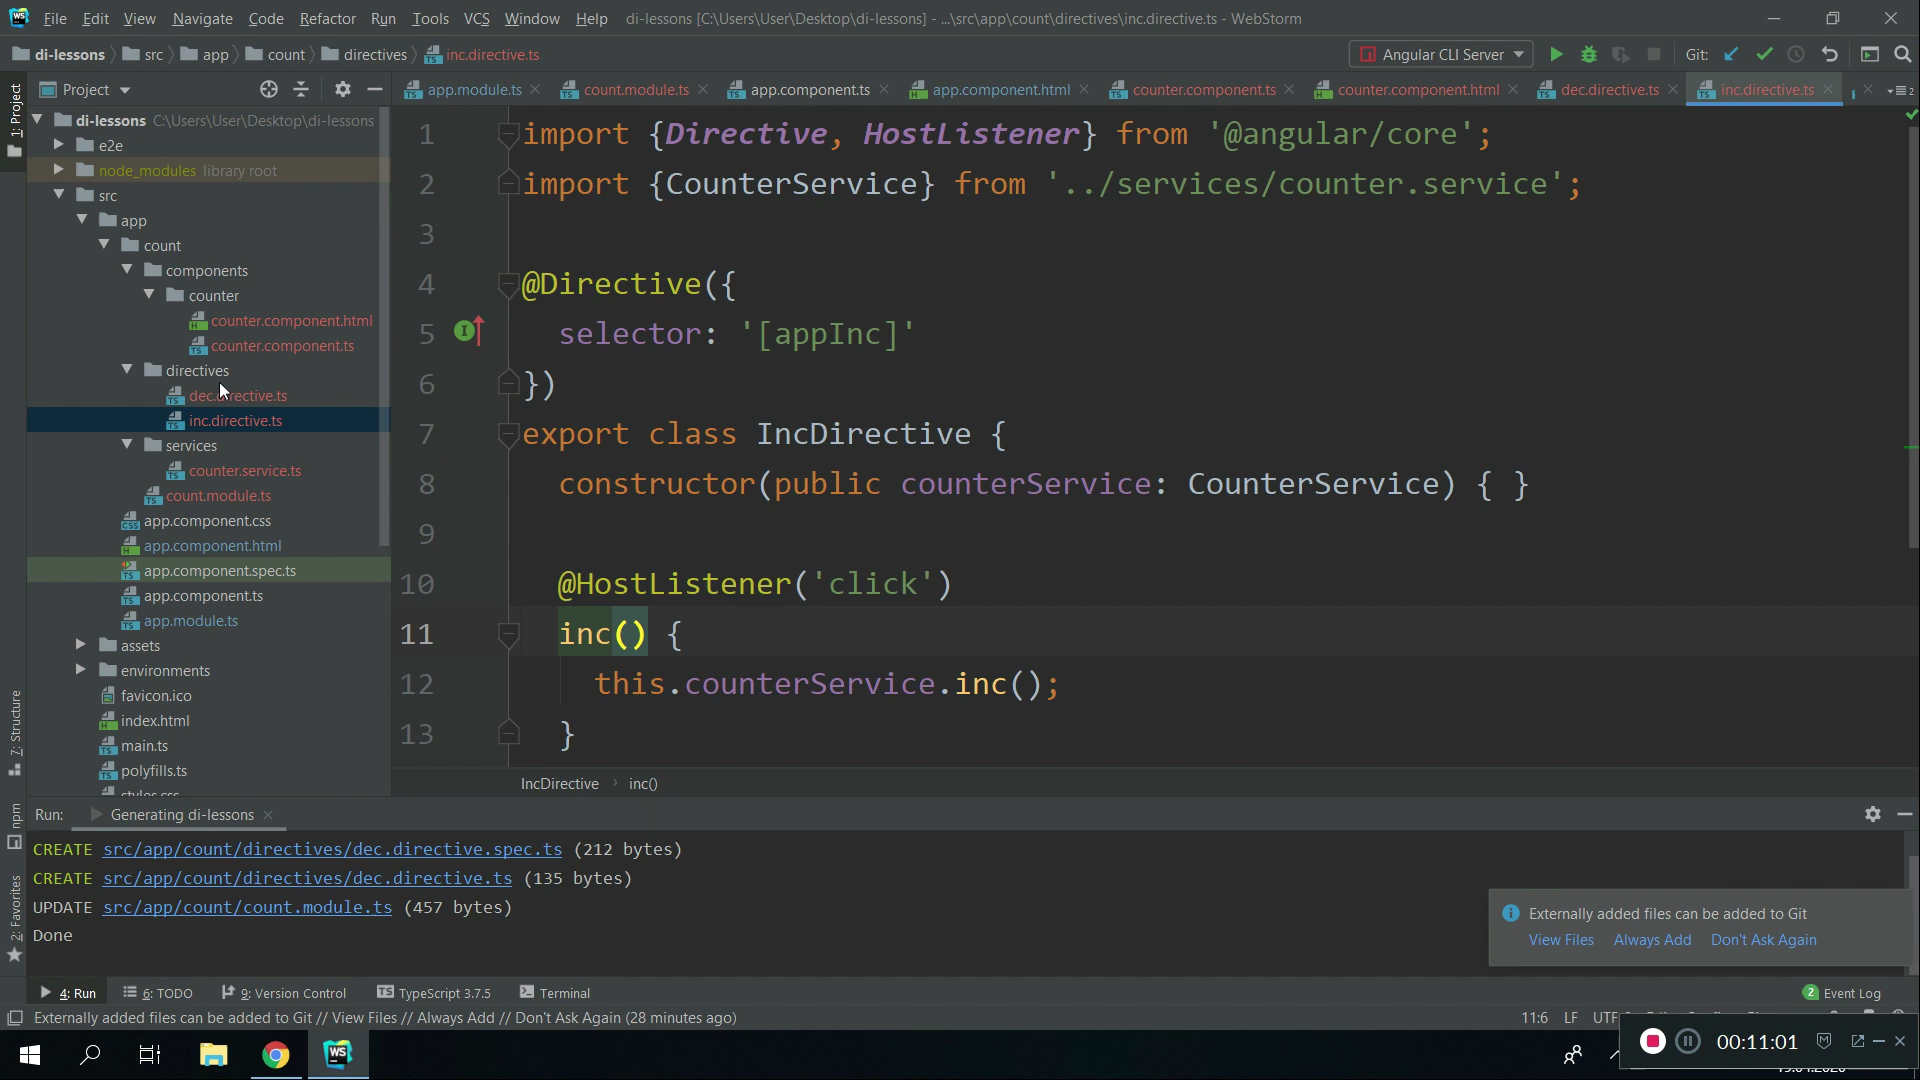 File Edit View Navigate Code Refactor Run Tools VCS Window Help di-lessons [C:\Users\User\Desktop\di-lessons] - ...\src\app\count\directives\inc.directive.ts - WebStorm
di-lessons src app count directives inc.directive.ts Angular CLI Server Git:
Project app.module.ts count.module.ts app.component.ts app.component.html counter.component.ts counter.component.html dec.directive.ts inc.directive.ts 2
1: Project
7: Structure
npm
2: Favorites
di-lessons C:\Users\User\Desktop\di-lessons
e2e
node_modules library root
src
app
count
components
counter
counter.component.html
counter.component.ts
directives
dec.directive.ts
inc.directive.ts
services
counter.service.ts
count.module.ts
app.component.css
app.component.html
app.component.spec.ts
app.component.ts
app.module.ts
assets
environments
favicon.ico
index.html
main.ts
polyfills.ts
styles.css
1 import {Directive, HostListener} from '@angular/core';
2 import {CounterService} from '../services/counter.service';
3
4 @Directive({
5 selector: '[appInc]'
6 })
7 export class IncDirective {
8 constructor(public counterService: CounterService) { }
9
10 @HostListener('click')
11 inc() {
12 this.counterService.inc();
13 }
IncDirective inc()
Run: Generating di-lessons
CREATE src/app/count/directives/dec.directive.spec.ts (212 bytes)
CREATE src/app/count/directives/dec.directive.ts (135 bytes)
UPDATE src/app/count/count.module.ts (457 bytes)
Done
Externally added files can be added to Git
View Files Always Add Don't Ask Again
4: Run 6: TODO 9: Version Control TypeScript 3.7.5 Terminal 2 Event Log
Externally added files can be added to Git // View Files // Always Add // Don't Ask Again (28 minutes ago) 11:6 LF
WS 00:11:01